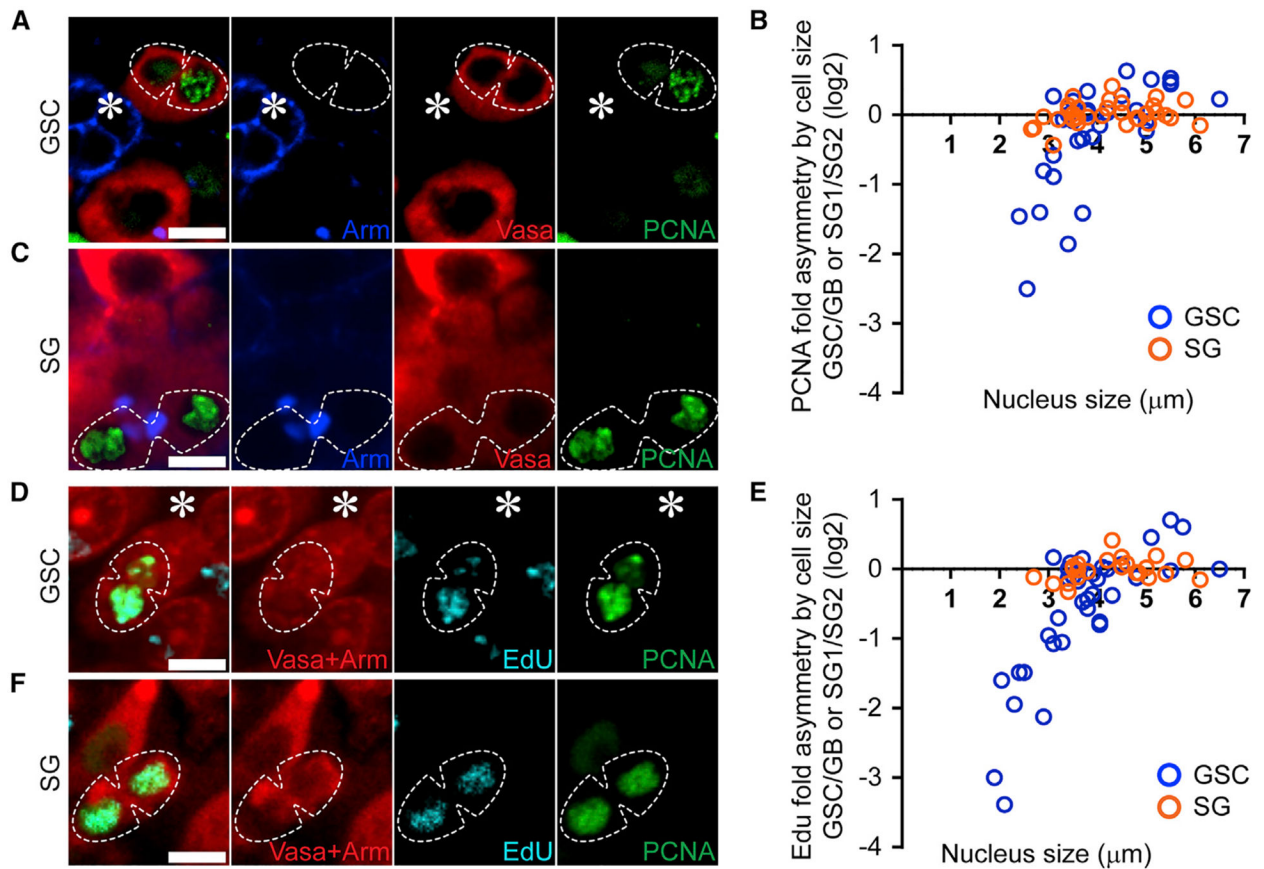 A
GSC
*
*
*
*
Arm
Vasa
PCNA
B
PCNA fold asymmetry by cell size
GSC/GB or SG1/SG2 (log2)
1
0
-1
-2
-3
-4
1 2 3 4 5 6 7
GSC
SG
Nucleus size (μm)
C
SG
Arm
Vasa
PCNA
D
GSC
*
*
*
*
Vasa+Arm
EdU
PCNA
E
Edu fold asymmetry by cell size
GSC/GB or SG1/SG2 (log2)
1
0
-1
-2
-3
-4
1 2 3 4 5 6 7
GSC
SG
Nucleus size (μm)
F
SG
Vasa+Arm
EdU
PCNA